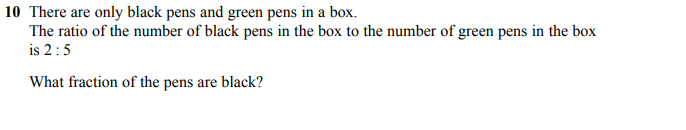 10 There are only black pens and green pens in a box.
The ratio of the number of black pens in the box to the number of green pens in the box
is 2 : 5
What fraction of the pens are black?